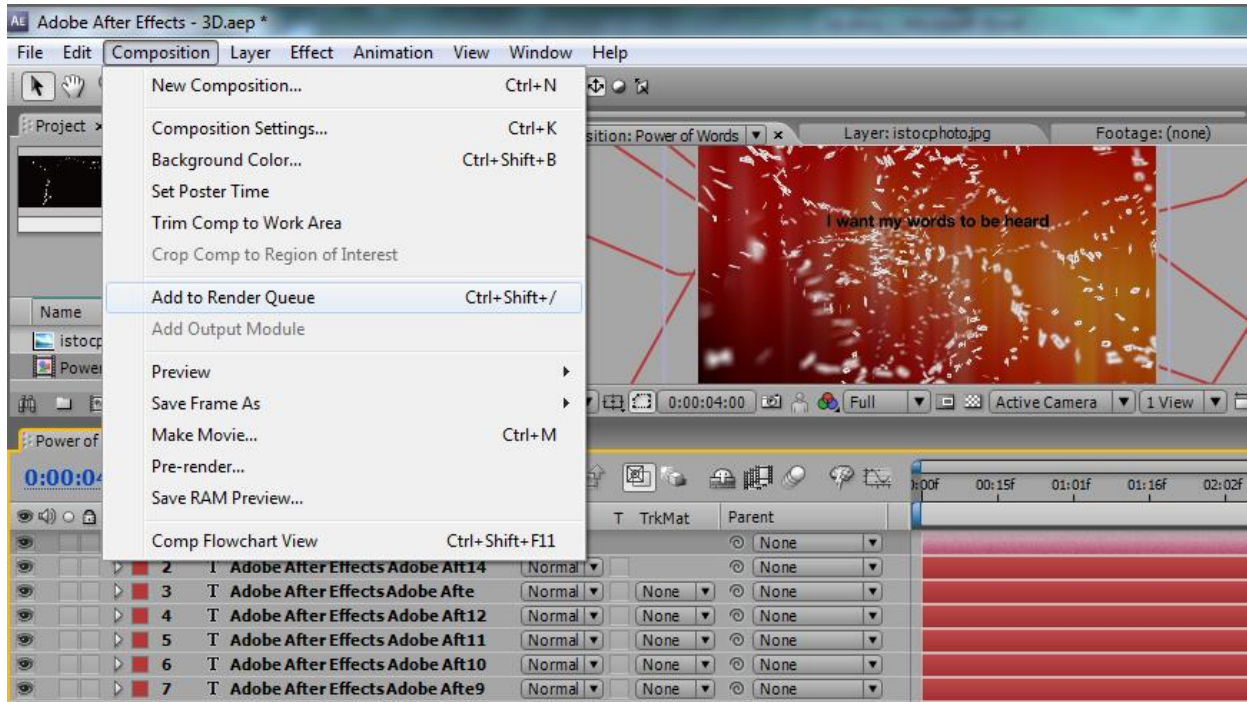 AE Adobe After Effects - 3D.aep *
File Edit Composition Layer Effect Animation View Window Help
New Composition... Ctrl+N
Project × Composition Settings... Ctrl+K sition: Power of Words × Layer: istocphoto.jpg Footage: (none)
Background Color... Ctrl+Shift+B
Set Poster Time
Trim Comp to Work Area I want my words to be heard
Crop Comp to Region of Interest
Name Add to Render Queue Ctrl+Shift+/
istocp Add Output Module
Power Preview
Save Frame As 0:00:04:00 Full Active Camera 1 View
Power of Make Movie... Ctrl+M
0:00:04 Pre-render... 00f 00:15f 01:01f 01:16f 02:02f
Save RAM Preview...
T TrkMat Parent
Comp Flowchart View Ctrl+Shift+F11 None
2 T Adobe After Effects Adobe Aft14 Normal None
3 T Adobe After Effects Adobe Afte Normal None None
4 T Adobe After Effects Adobe Aft12 Normal None None
5 T Adobe After Effects Adobe Aft11 Normal None None
6 T Adobe After Effects Adobe Aft10 Normal None None
7 T Adobe After Effects Adobe Afte9 Normal None None